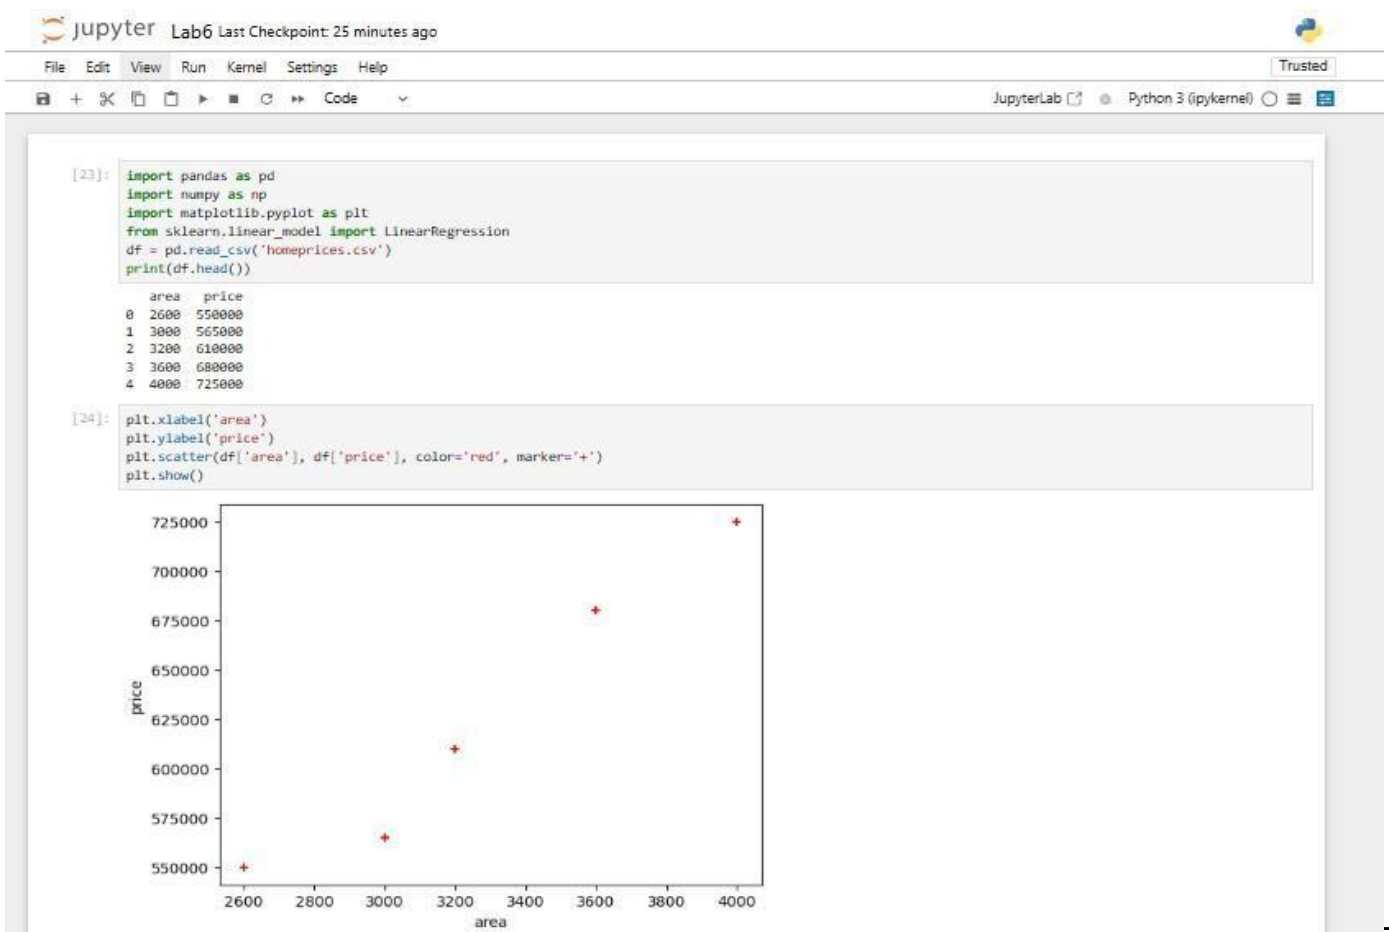 jupyter Lab6 Last Checkpoint: 25 minutes ago
File Edit View Run Kernel Settings Help Trusted
Code JupyterLab Python 3 (ipykernel)
[23]: import pandas as pd
import numpy as np
import matplotlib.pyplot as plt
from sklearn.linear_model import LinearRegression
df = pd.read_csv('homeprices.csv')
print(df.head())
area price
0 2600 550000
1 3000 565000
2 3200 610000
3 3600 680000
4 4000 725000
[24]: plt.xlabel('area')
plt.ylabel('price')
plt.scatter(df['area'], df['price'], color='red', marker='+')
plt.show()
725000
700000
675000
650000
price
625000
600000
575000
550000
2600 2800 3000 3200 3400 3600 3800 4000
area